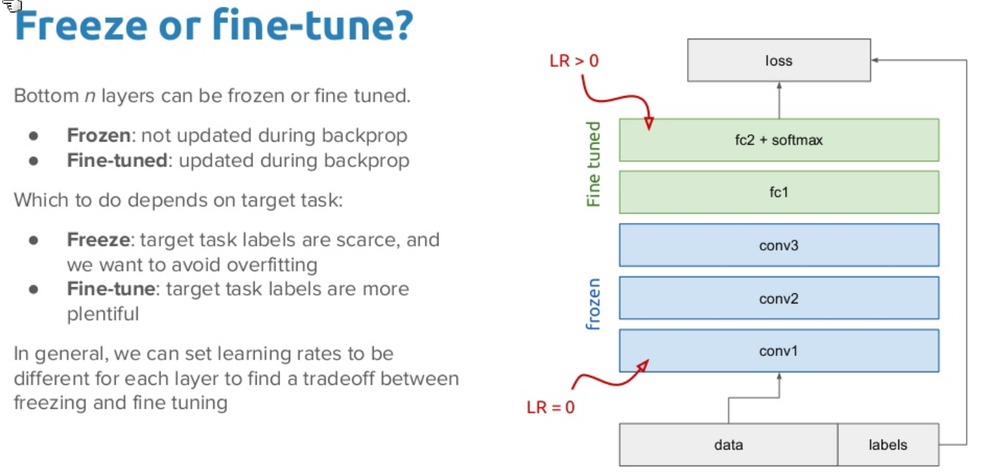 Freeze or fine-tune?
Bottom n layers can be frozen or fine tuned.
● Frozen: not updated during backprop
● Fine-tuned: updated during backprop
Which to do depends on target task:
● Freeze: target task labels are scarce, and
we want to avoid overfitting
● Fine-tune: target task labels are more
plentiful
In general, we can set learning rates to be
different for each layer to find a tradeoff between
freezing and fine tuning
LR > 0
loss
Fine tuned
fc2 + softmax
fc1
conv3
frozen
conv2
conv1
LR = 0
data
labels